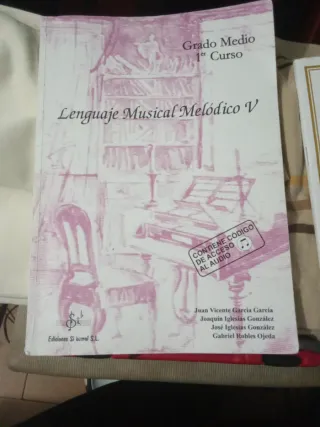 Grado Medio
1er Curso
Lenguaje Musical Melódico V
CONTIENE CÓDIGO
DE ACCESO
AL AUDIO
Juan Vicente García García
Joaquín Iglesias González
José Iglesias González
Gabriel Robles Ojeda
Ediciones Si bemol S.L.